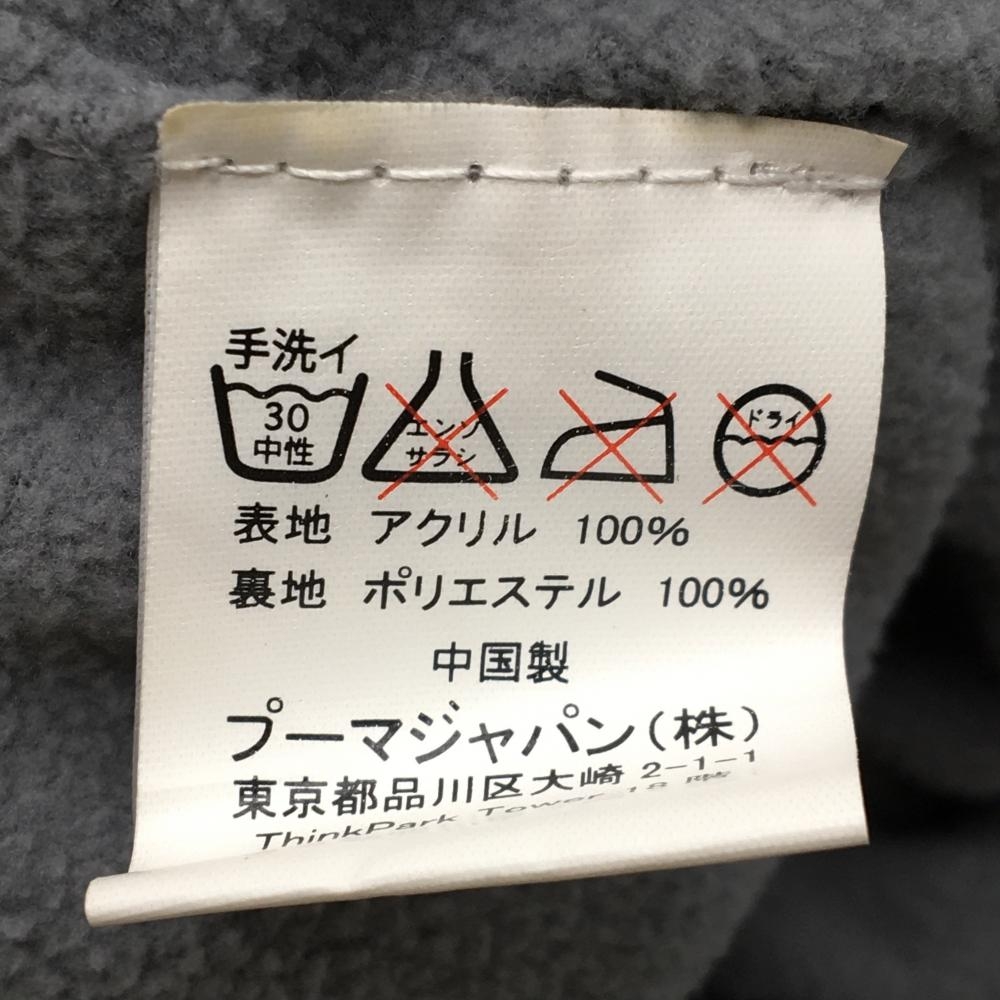 手洗イ
30
中性
エンソ
サラシ
ドライ
表地 アクリル 100%
裏地 ポリエステル 100%
中国製
プーマジャパン(株)
東京都品川区大崎 2-1-1
ThinkPark Tower 18 階